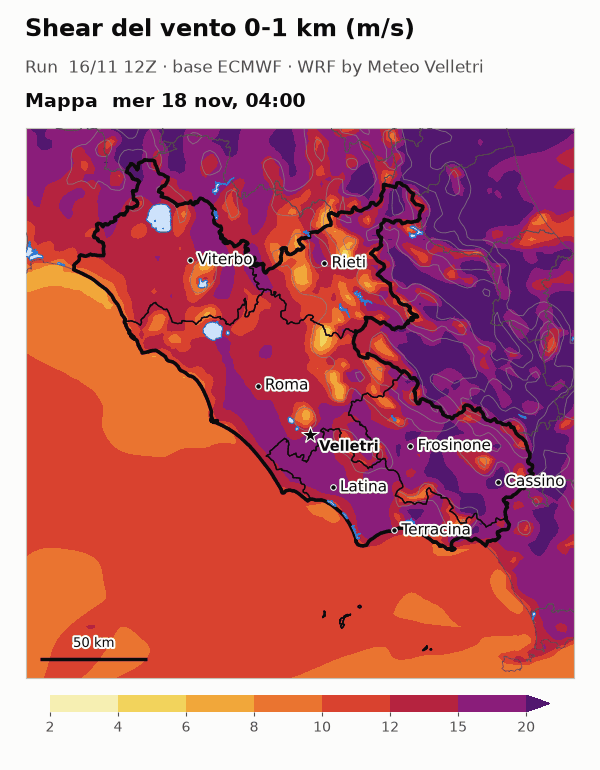 Shear del vento 0-1 km (m/s)
Run  16/11 12Z · base ECMWF · WRF by Meteo Velletri
Mappa  mer 18 nov, 04:00
Viterbo
Rieti
Roma
Velletri
Frosinone
Latina
Cassino
Terracina
50 km
2 4 6 8 10 12 15 20